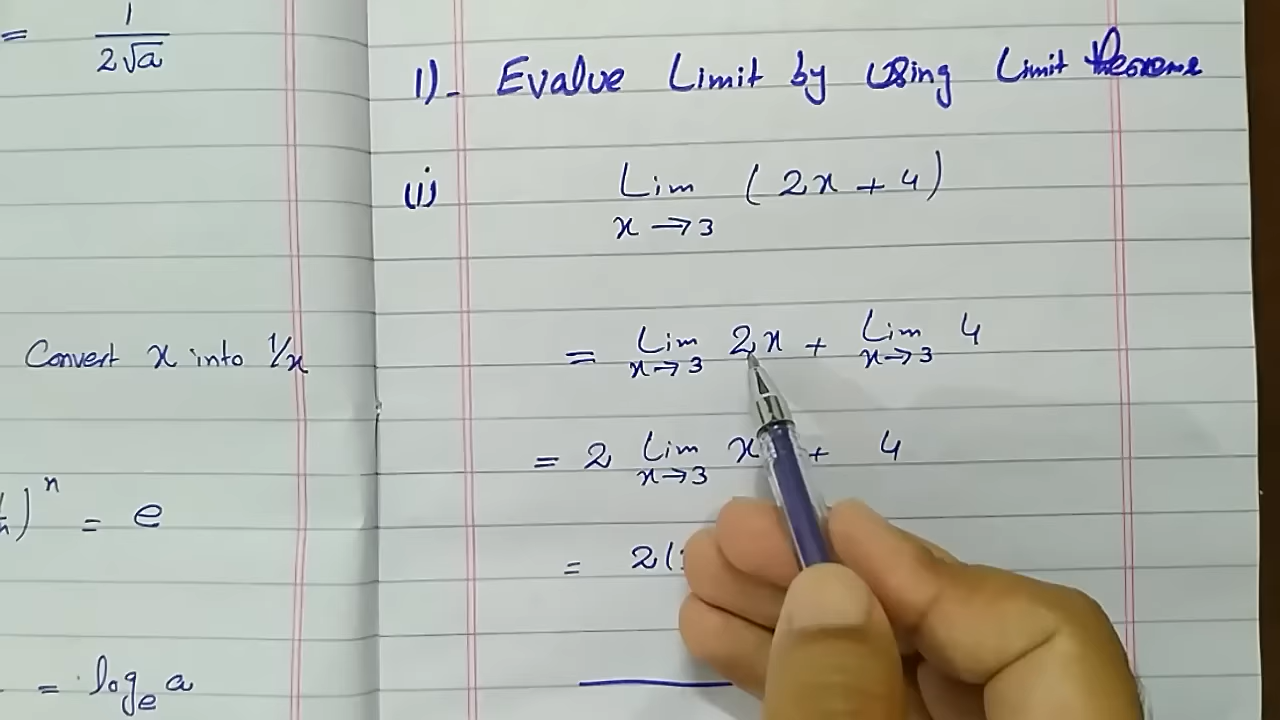 = 1/2√a
Convert x into 1/x
)ⁿ = e
= logₑ a
1)- Evalue Limit by using Limit theoreme
(i) Lim x→3 (2x + 4)
= Lim x→3 2x + Lim x→3 4
= 2 Lim x→3 x + 4
= 2(